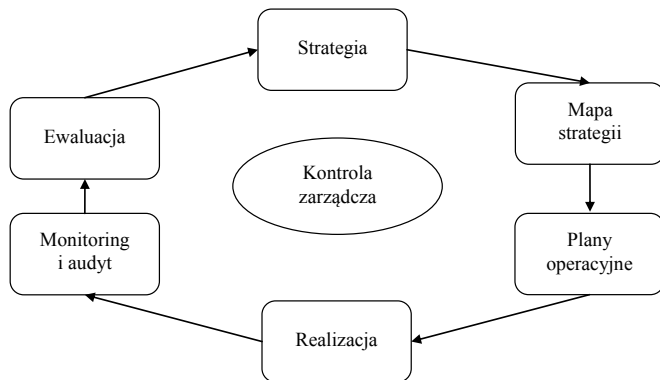 Strategia
Mapa
strategii
Plany
operacyjne
Realizacja
Monitoring
i audyt
Ewaluacja
Kontrola
zarządcza